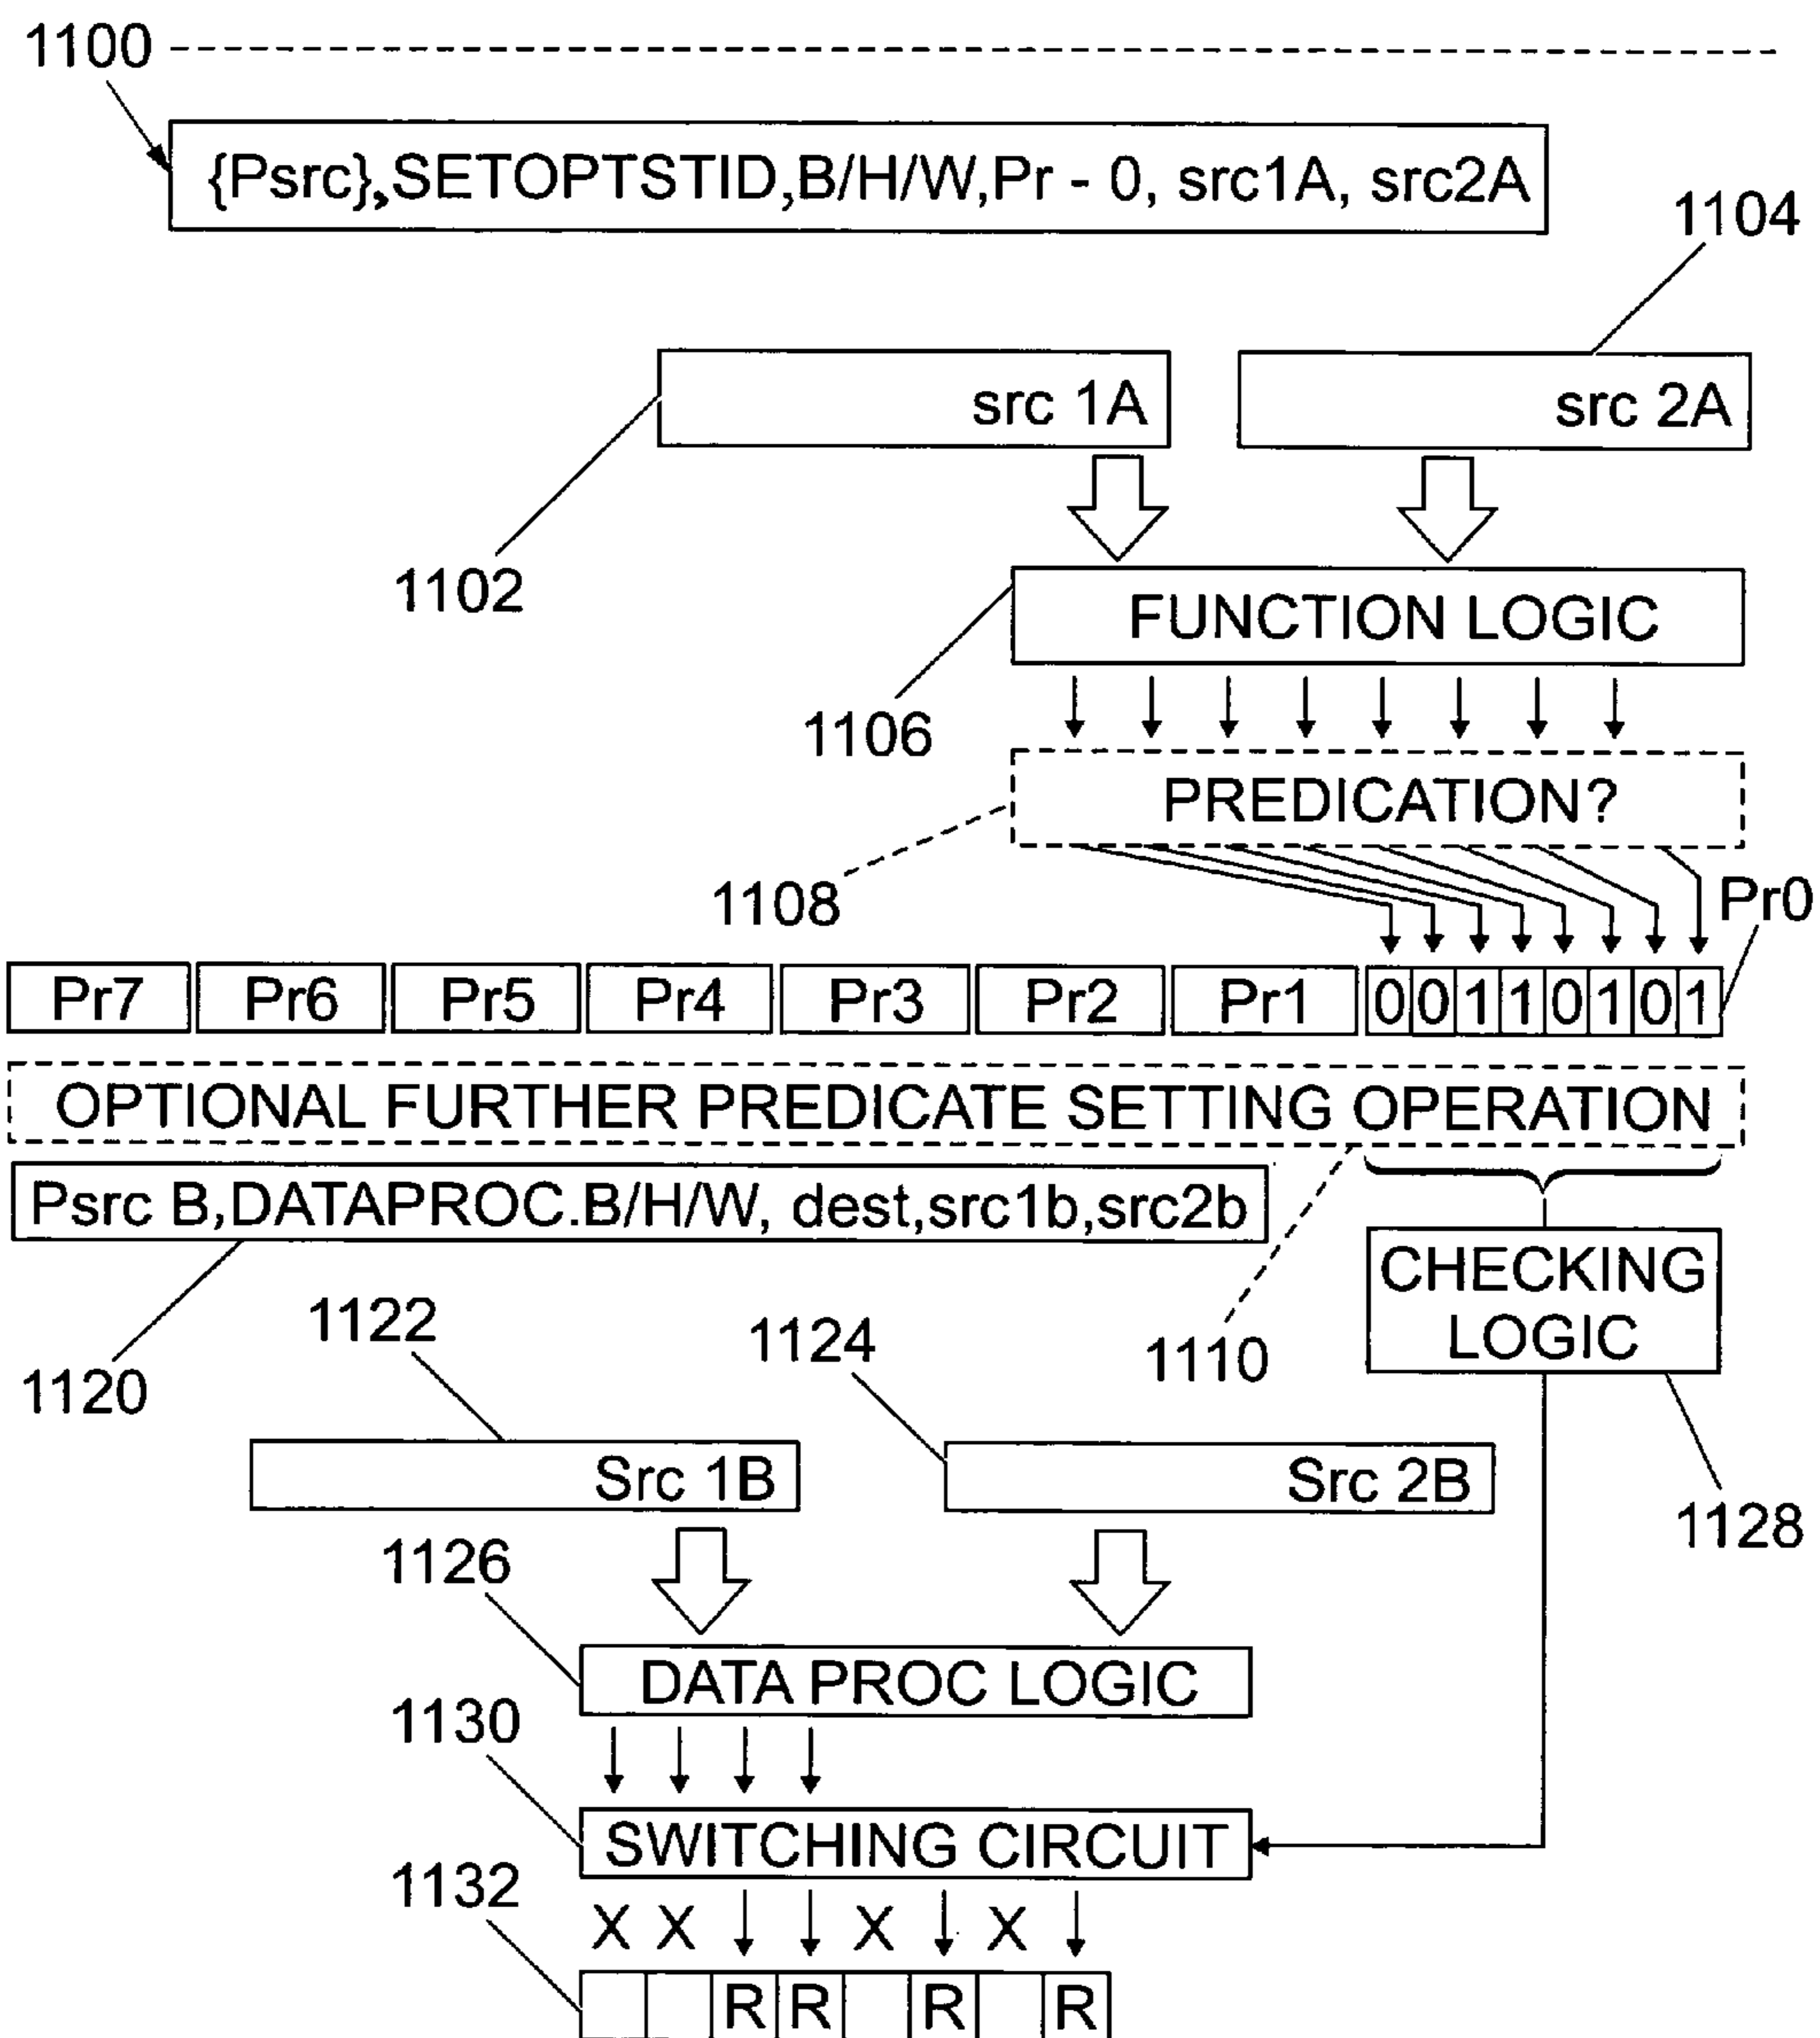 1100
{Psrc},SETOPTSTID,B/H/W,Pr - 0, src1A, src2A
1104
src 1A
src 2A
1102
FUNCTION LOGIC
1106
PREDICATION?
1108
Pr0
Pr7 Pr6 Pr5 Pr4 Pr3 Pr2 Pr1 0 0 1 1 0 1 0 1
OPTIONAL FURTHER PREDICATE SETTING OPERATION
Psrc B,DATAPROC.B/H/W, dest,src1b,src2b
CHECKING
LOGIC
1122
1124
1110
1120
Src 1B
Src 2B
1128
1126
DATA PROC LOGIC
1130
SWITCHING CIRCUIT
1132
X X X X
R R R R